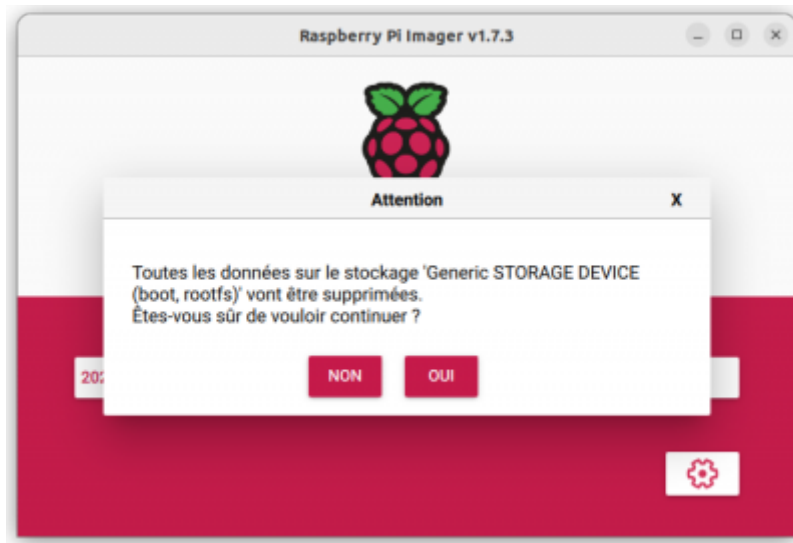 Raspberry Pi Imager v1.7.3
Attention
X
Toutes les données sur le stockage 'Generic STORAGE DEVICE
(boot, rootfs)' vont être supprimées.
Êtes-vous sûr de vouloir continuer ?
202
NON
OUI